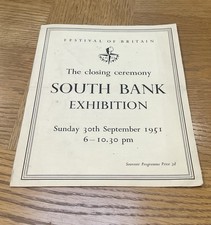 FESTIVAL OF BRITAIN
The closing ceremony
SOUTH BANK
EXHIBITION
Sunday 30th September 1951
6—10.30 pm
Souvenir Programme Price 2d